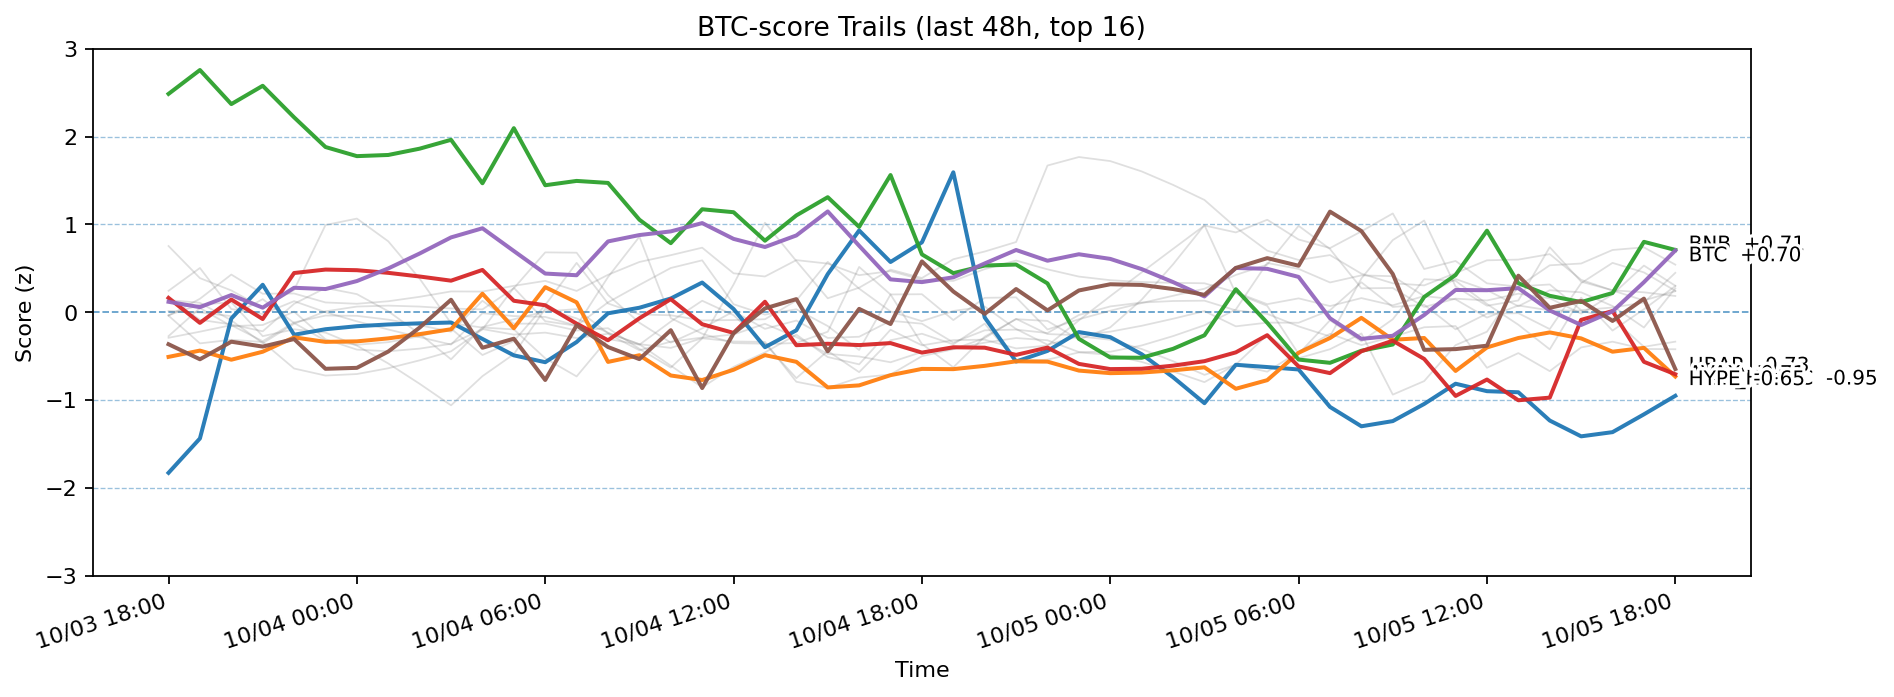 BTC-score Trails (last 48h, top 16)
Score (z)
3
2
1
0
−1
−2
−3
BNB +0.71
BTC +0.70
HBAR -0.73
HYPE -0.65
-0.95
10/03 18:00
10/04 00:00
10/04 06:00
10/04 12:00
10/04 18:00
10/05 00:00
10/05 06:00
10/05 12:00
10/05 18:00
Time